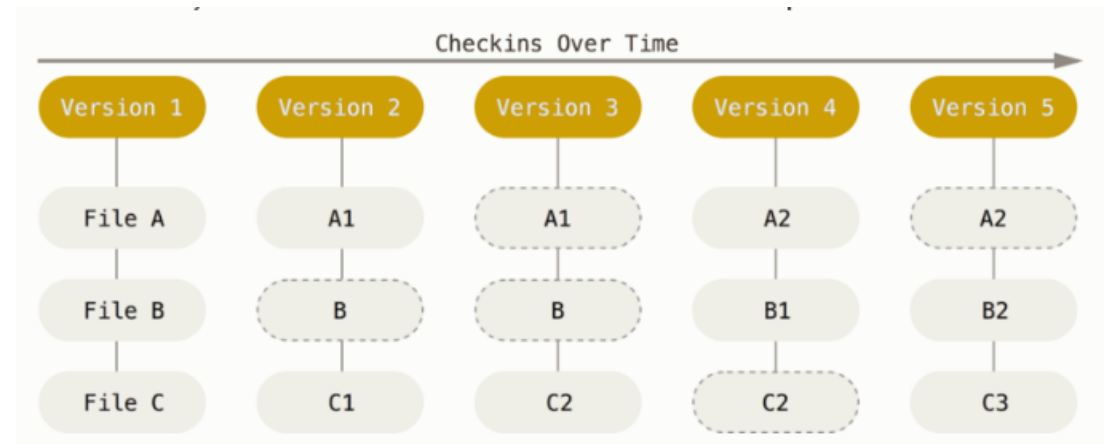 Checkins Over Time
Version 1 Version 2 Version 3 Version 4 Version 5
File A A1 A1 A2 A2
File B B B B1 B2
File C C1 C2 C2 C3